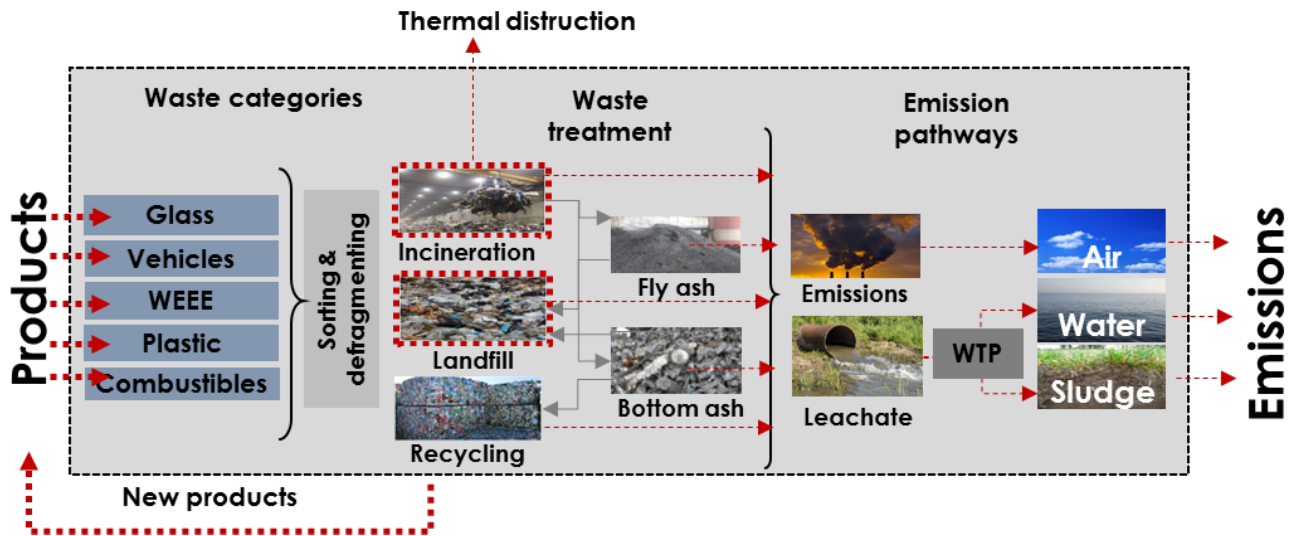 Thermal distruction
Waste categories
Waste
treatment
Emission
pathways
Products
Glass
Vehicles
WEEE
Plastic
Combustibles
Sorting &
defragmenting
Incineration
Landfill
Recycling
Fly ash
Bottom ash
Emissions
Leachate
WTP
Air
Water
Sludge
Emissions
New products